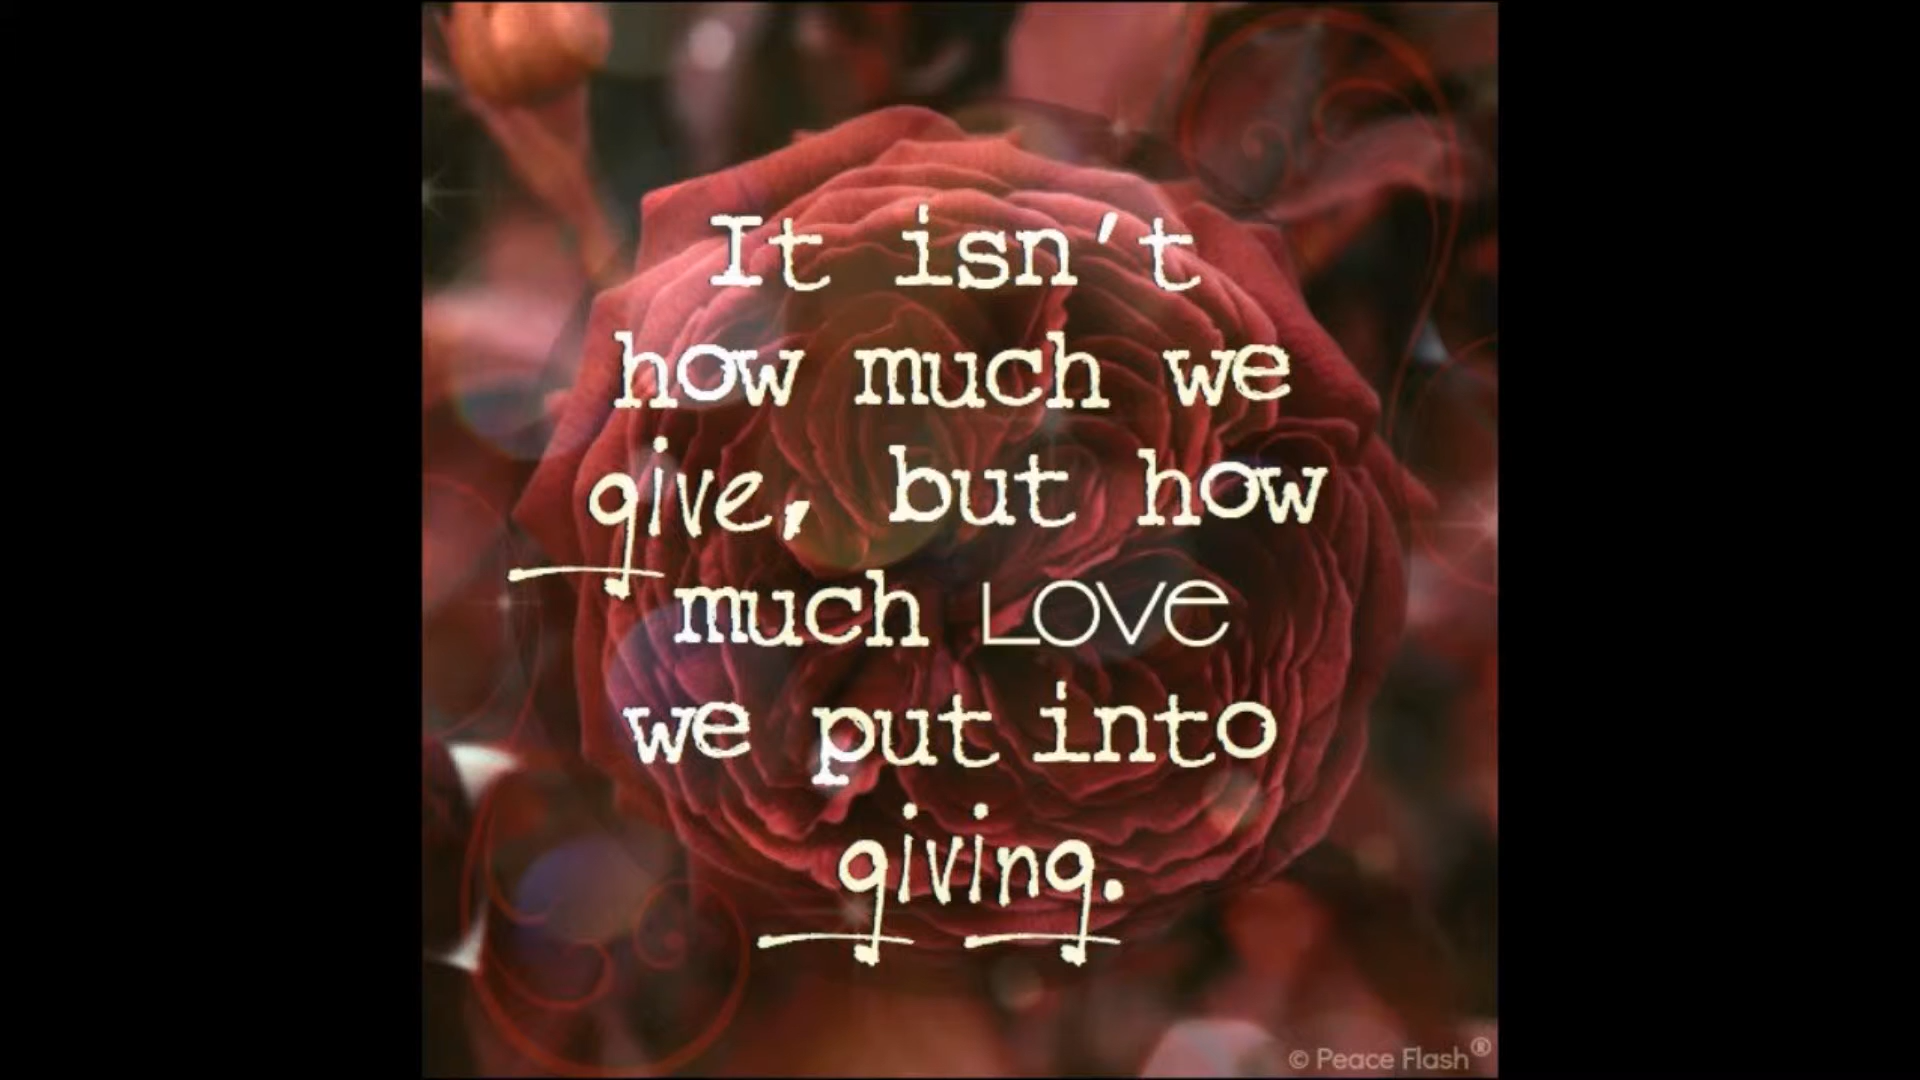 It isn't
how much we
give, but how
much LOVe
we put into
giving.
© Peace Flash®